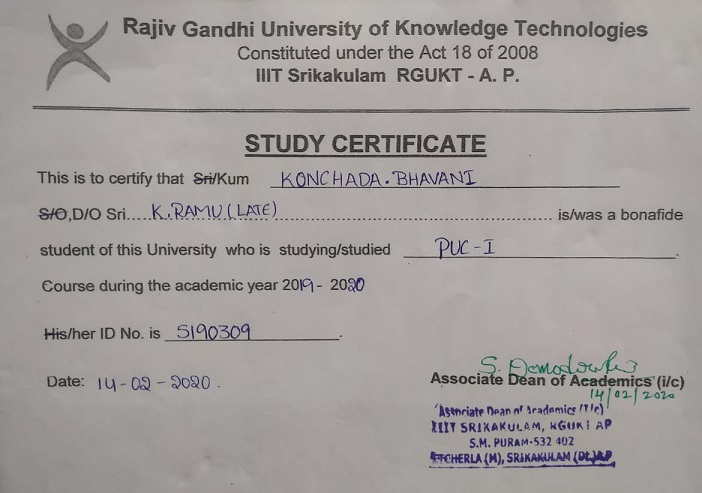 Rajiv Gandhi University of Knowledge Technologies
Constituted under the Act 18 of 2008
IIIT Srikakulam RGUKT - A. P.
STUDY CERTIFICATE
This is to certify that Sri/Kum KONCHADA. BHAVANI
S/O,D/O Sri.... K. RAMU (LATE) ........ is/was a bonafide
student of this University who is studying/studied PUC-I
Course during the academic year 2019- 2020
His/her ID No. is S190309.
Date: 14-02-2020.
Associate Dean of Academics (i/c)
14/02/2020
Associate Dean of Academics (I/c)
IIIT SRIKAKULAM, RGUKT AP
S.M. PURAM-532 402
ETCHERLA (M), SRIKAKULAM (Dt.) A.P